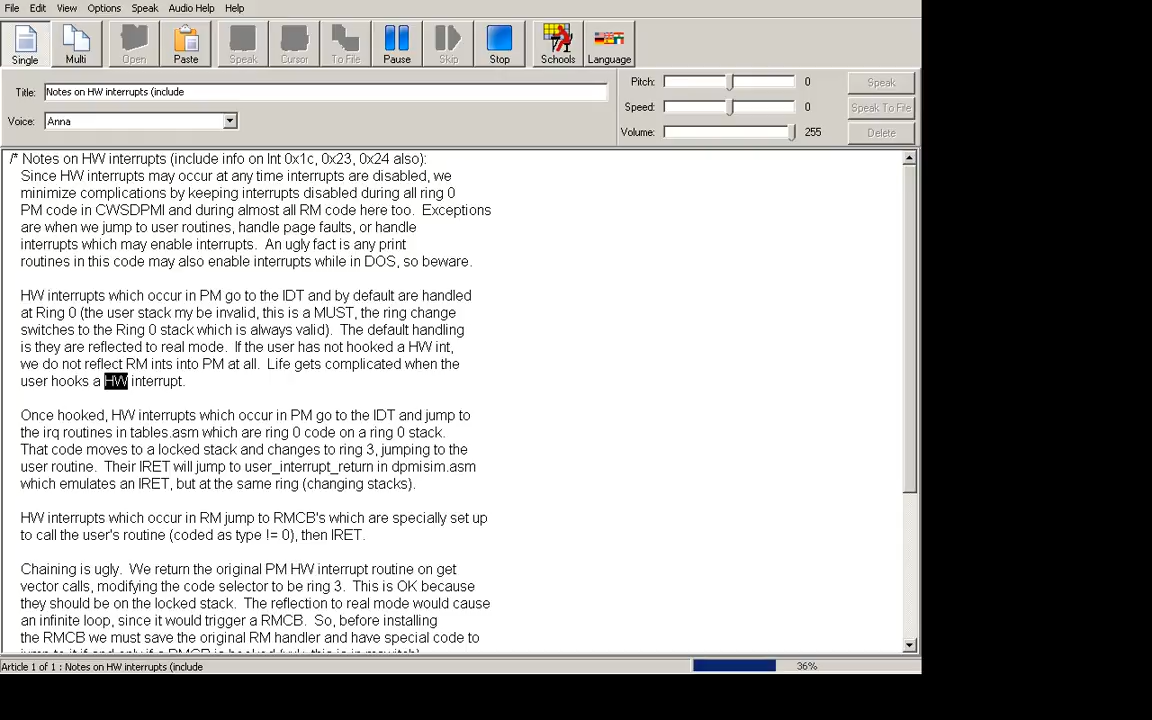 File Edit View Options Speak Audio Help Help
Single Multi Open Paste Speak Cursor To File Pause Skip Stop Schools Language
Title: Notes on HW interrupts (include
Voice: Anna
Pitch: 0
Speed: 0
Volume: 255
Speak
Speak To File
Delete
/* Notes on HW interrupts (include info on Int 0x1c, 0x23, 0x24 also):
Since HW interrupts may occur at any time interrupts are disabled, we
minimize complications by keeping interrupts disabled during all ring 0
PM code in CWSDPMI and during almost all RM code here too. Exceptions
are when we jump to user routines, handle page faults, or handle
interrupts which may enable interrupts. An ugly fact is any print
routines in this code may also enable interrupts while in DOS, so beware.
HW interrupts which occur in PM go to the IDT and by default are handled
at Ring 0 (the user stack my be invalid, this is a MUST, the ring change
switches to the Ring 0 stack which is always valid). The default handling
is they are reflected to real mode. If the user has not hooked a HW int,
we do not reflect RM ints into PM at all. Life gets complicated when the
user hooks a HW interrupt.
Once hooked, HW interrupts which occur in PM go to the IDT and jump to
the irq routines in tables.asm which are ring 0 code on a ring 0 stack.
That code moves to a locked stack and changes to ring 3, jumping to the
user routine. Their IRET will jump to user_interrupt_return in dpmisim.asm
which emulates an IRET, but at the same ring (changing stacks).
HW interrupts which occur in RM jump to RMCB's which are specially set up
to call the user's routine (coded as type != 0), then IRET.
Chaining is ugly. We return the original PM HW interrupt routine on get
vector calls, modifying the code selector to be ring 3. This is OK because
they should be on the locked stack. The reflection to real mode would cause
an infinite loop, since it would trigger a RMCB. So, before installing
the RMCB we must save the original RM handler and have special code to
jump to it if and only if a RMCB is hooked (yuk, this is in mswitch).
Article 1 of 1 : Notes on HW interrupts (include 36%